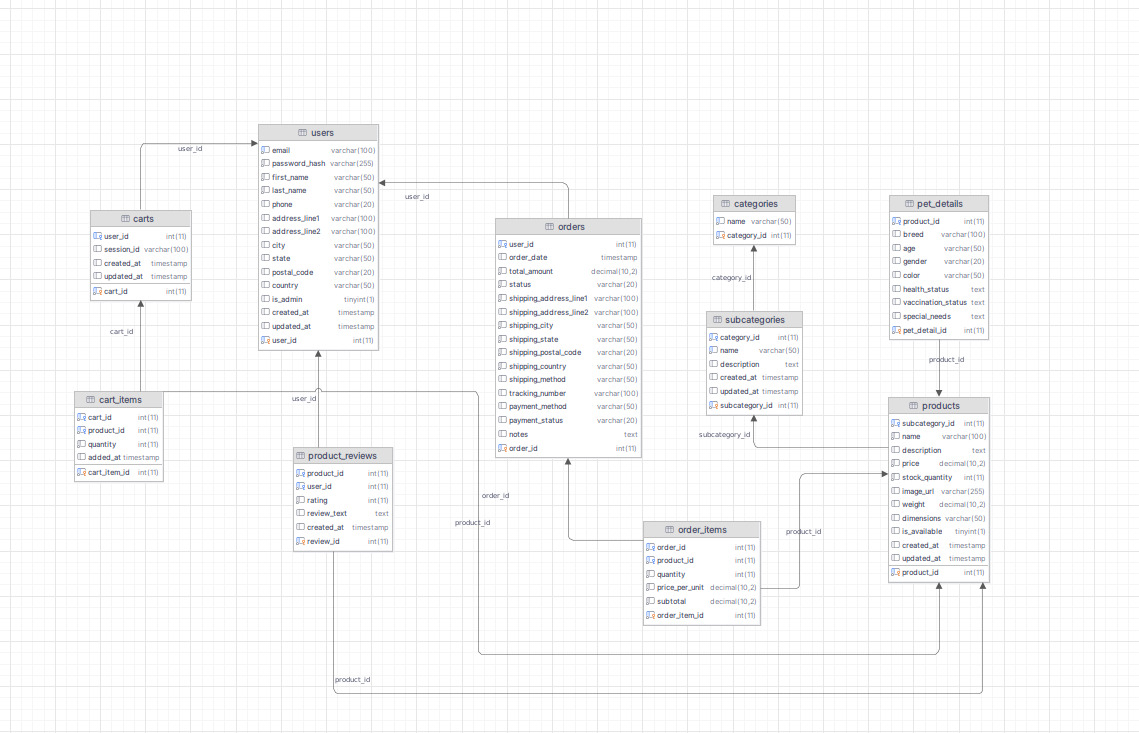 users
email varchar(100)
password_hash varchar(255)
first_name varchar(50)
last_name varchar(50)
phone varchar(20)
address_line1 varchar(100)
address_line2 varchar(100)
city varchar(50)
state varchar(50)
postal_code varchar(20)
country varchar(50)
is_admin tinyint(1)
created_at timestamp
updated_at timestamp
user_id int(11)
user_id
user_id
carts
user_id int(11)
session_id varchar(100)
created_at timestamp
updated_at timestamp
cart_id int(11)
cart_id
cart_items
cart_id int(11)
product_id int(11)
quantity int(11)
added_at timestamp
cart_item_id int(11)
user_id
product_reviews
product_id int(11)
user_id int(11)
rating int(11)
review_text text
created_at timestamp
review_id int(11)
product_id
orders
user_id int(11)
order_date timestamp
total_amount decimal(10,2)
status varchar(20)
shipping_address_line1 varchar(100)
shipping_address_line2 varchar(100)
shipping_city varchar(50)
shipping_state varchar(50)
shipping_postal_code varchar(20)
shipping_country varchar(50)
shipping_method varchar(50)
tracking_number varchar(100)
payment_method varchar(50)
payment_status varchar(20)
notes text
order_id int(11)
order_id
product_id
order_items
order_id int(11)
product_id int(11)
quantity int(11)
price_per_unit decimal(10,2)
subtotal decimal(10,2)
order_item_id int(11)
product_id
categories
name varchar(50)
category_id int(11)
category_id
subcategories
category_id int(11)
name varchar(50)
description text
created_at timestamp
updated_at timestamp
subcategory_id int(11)
subcategory_id
pet_details
product_id int(11)
breed varchar(100)
age varchar(50)
gender varchar(20)
color varchar(50)
health_status text
vaccination_status text
special_needs text
pet_detail_id int(11)
product_id
products
subcategory_id int(11)
name varchar(100)
description text
price decimal(10,2)
stock_quantity int(11)
image_url varchar(255)
weight decimal(10,2)
dimensions varchar(50)
is_available tinyint(1)
created_at timestamp
updated_at timestamp
product_id int(11)